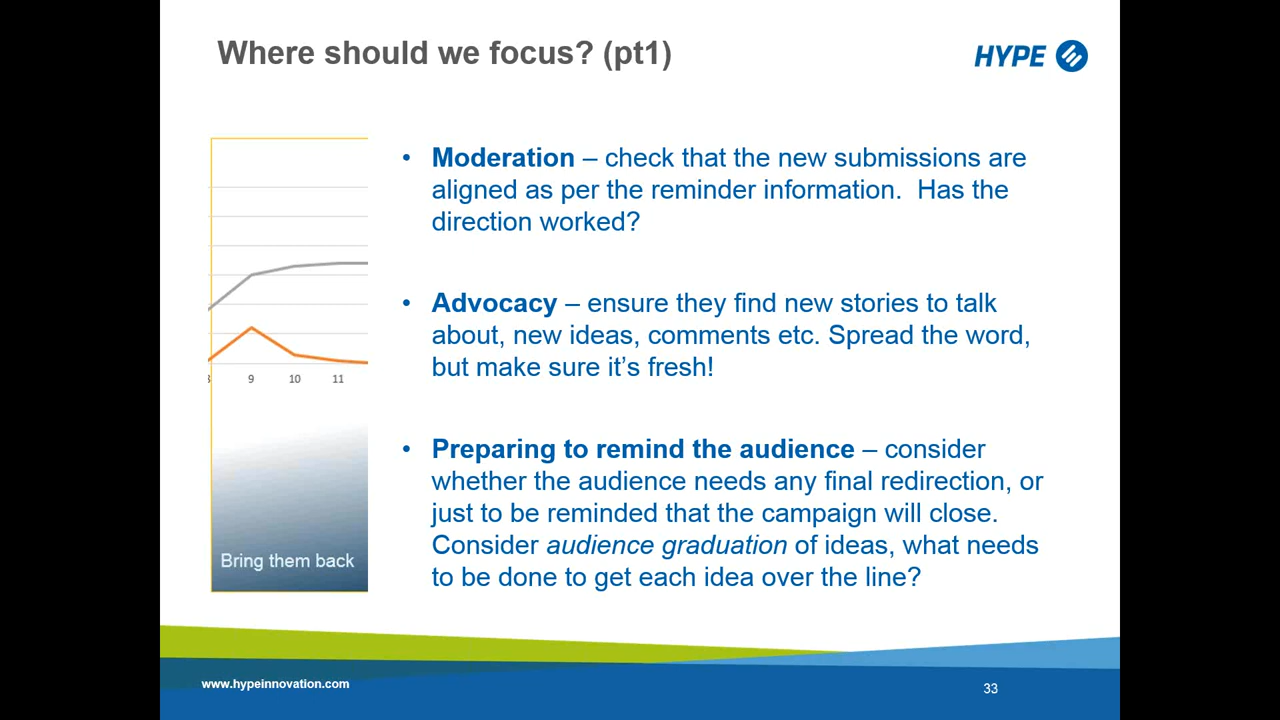 Where should we focus? (pt1)
HYPE
• Moderation – check that the new submissions are
aligned as per the reminder information.  Has the
direction worked?
• Advocacy – ensure they find new stories to talk
about, new ideas, comments etc. Spread the word,
but make sure it’s fresh!
• Preparing to remind the audience – consider
whether the audience needs any final redirection, or
just to be reminded that the campaign will close.
Consider audience graduation of ideas, what needs
to be done to get each idea over the line?
9 10 11
Bring them back
www.hypeinnovation.com
33